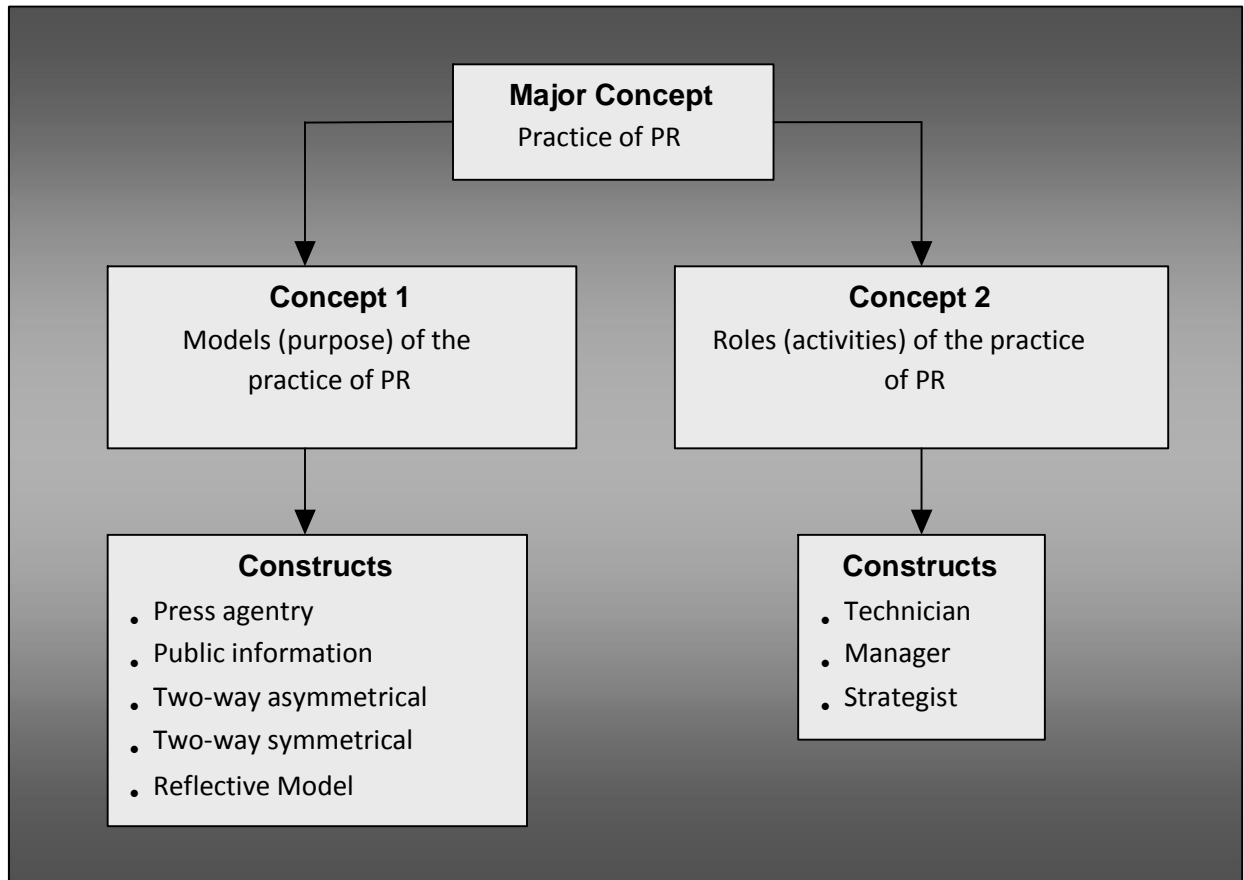 Major Concept
Practice of PR
Concept 1
Models (purpose) of the
practice of PR
Concept 2
Roles (activities) of the practice
of PR
Constructs
• Press agentry
• Public information
• Two-way asymmetrical
• Two-way symmetrical
• Reflective Model
Constructs
• Technician
• Manager
• Strategist